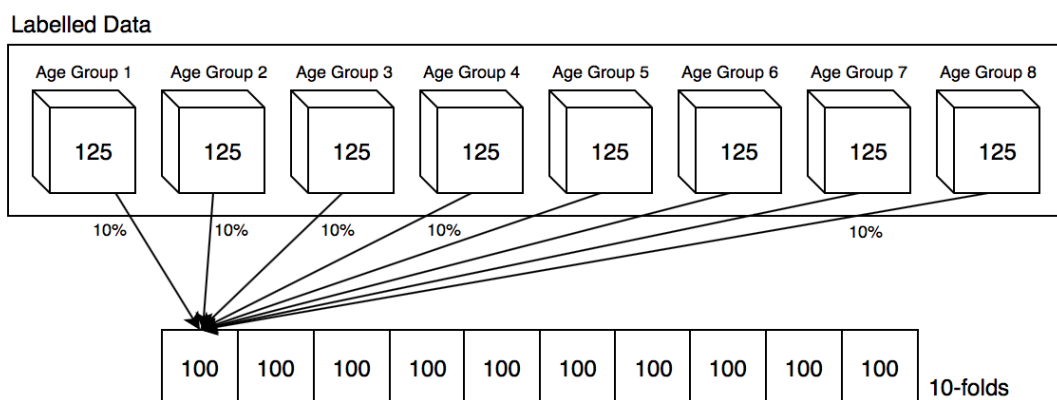 Labelled Data
Age Group 1 Age Group 2 Age Group 3 Age Group 4 Age Group 5 Age Group 6 Age Group 7 Age Group 8
125 125 125 125 125 125 125 125
10% 10% 10% 10% 10%
100 100 100 100 100 100 100 100 100 100
10-folds